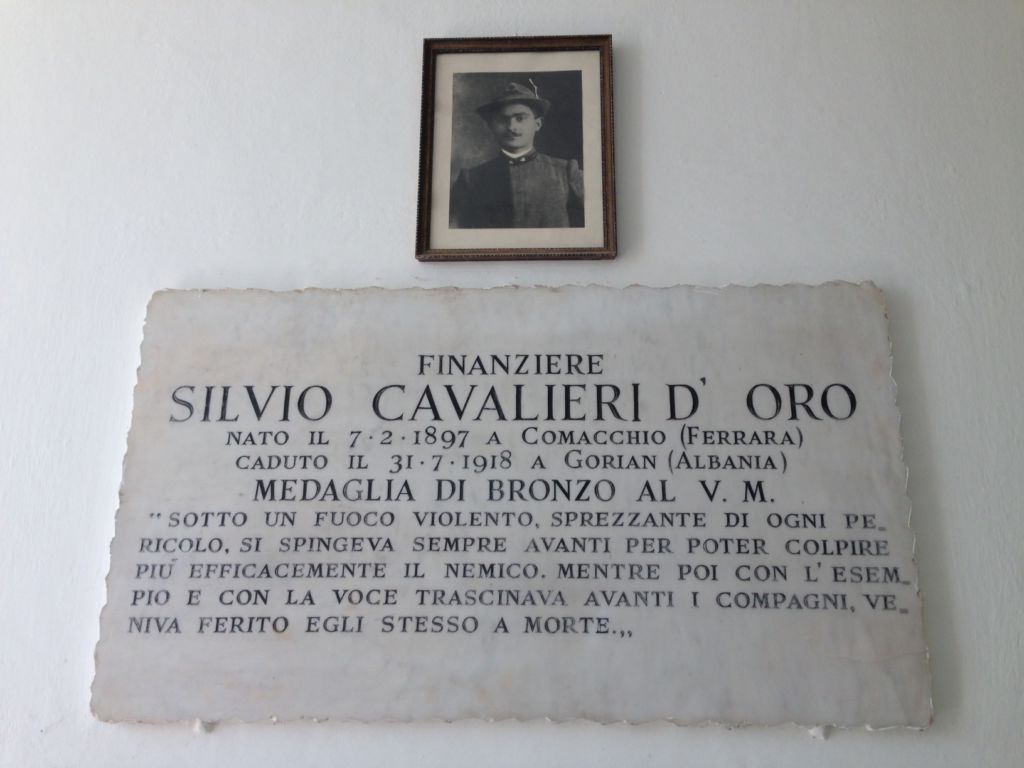 FINANZIERE
SILVIO CAVALIERI D' ORO
NATO IL 7·2·1897 A COMACCHIO (FERRARA)
CADUTO IL 31·7·1918 A GORIAN (ALBANIA)
MEDAGLIA DI BRONZO AL V. M.
"SOTTO UN FUOCO VIOLENTO, SPREZZANTE DI OGNI PE_
RICOLO, SI SPINGEVA SEMPRE AVANTI PER POTER COLPIRE
PIU' EFFICACEMENTE IL NEMICO. MENTRE POI CON L'ESEM_
PIO E CON LA VOCE TRASCINAVA AVANTI I COMPAGNI, VE_
NIVA FERITO EGLI STESSO A MORTE.„